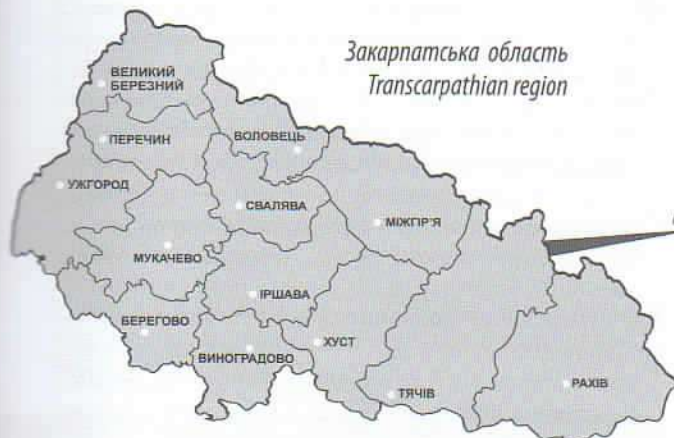 Закарпатська область
Transcarpathian region
ВЕЛИКИЙ
БЕРЕЗНИЙ
ПЕРЕЧИН
ВОЛОВЕЦЬ
УЖГОРОД
СВАЛЯВА
МІЖГІР'Я
МУКАЧЕВО
ІРШАВА
БЕРЕГОВО
ВИНОГРАДОВО
ХУСТ
ТЯЧІВ
РАХІВ